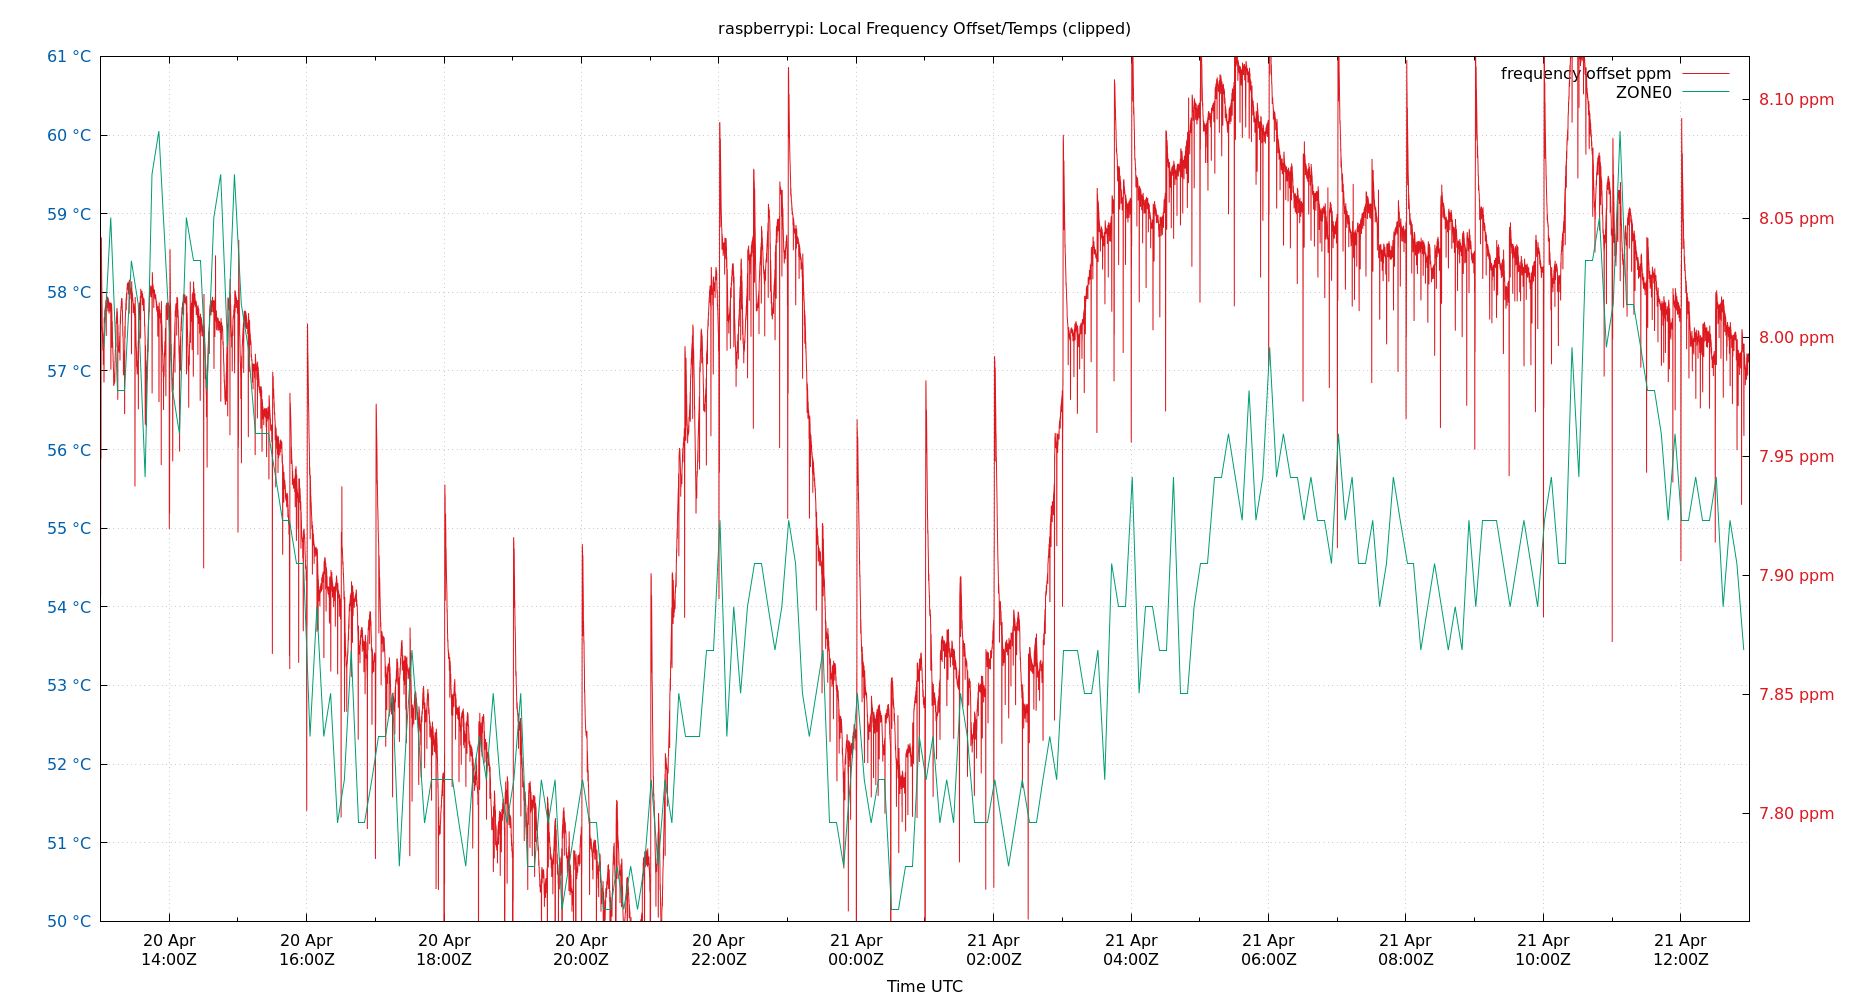 raspberrypi: Local Frequency Offset/Temps (clipped)
61 °C
60 °C
59 °C
58 °C
57 °C
56 °C
55 °C
54 °C
53 °C
52 °C
51 °C
50 °C
frequency offset ppm
ZONE0
8.10 ppm
8.05 ppm
8.00 ppm
7.95 ppm
7.90 ppm
7.85 ppm
7.80 ppm
20 Apr
14:00Z
20 Apr
16:00Z
20 Apr
18:00Z
20 Apr
20:00Z
20 Apr
22:00Z
21 Apr
00:00Z
21 Apr
02:00Z
21 Apr
04:00Z
21 Apr
06:00Z
21 Apr
08:00Z
21 Apr
10:00Z
21 Apr
12:00Z
Time UTC